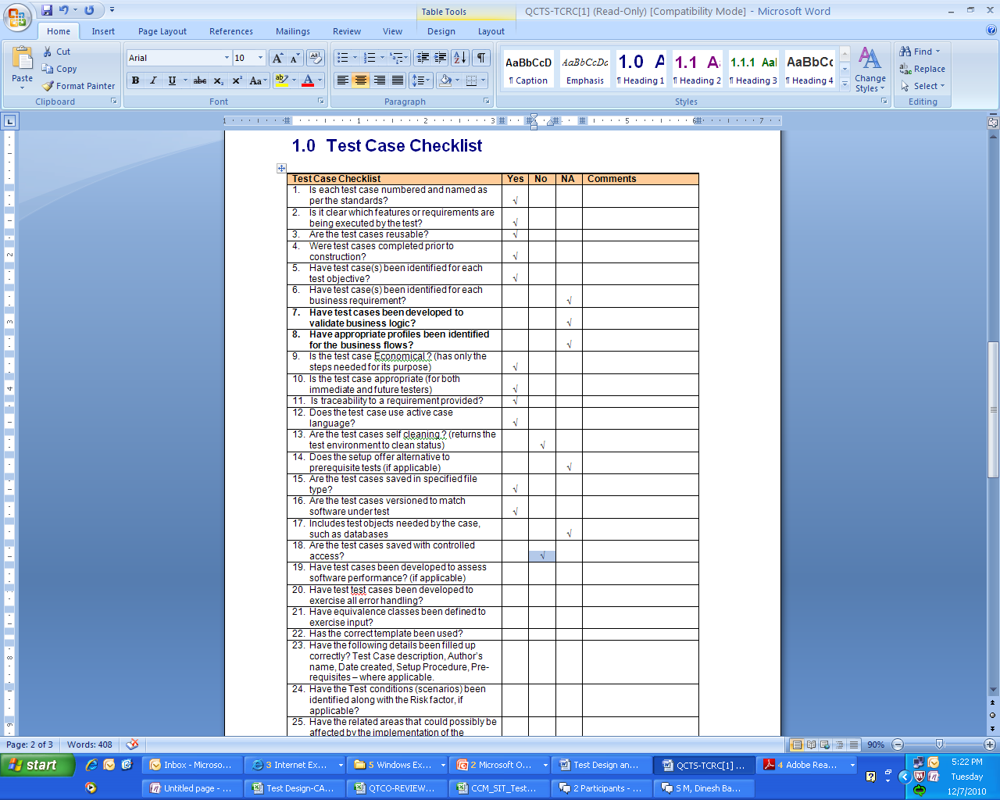 Table Tools
QCTS-TCRC[1] (Read-Only) [Compatibility Mode] - Microsoft Word
Home Insert Page Layout References Mailings Review View Design Layout
Paste
Cut
Copy
Format Painter
Clipboard
Arial 10
B I U abc x₂ x² Aa
ab A
Font
Paragraph
AaBbCcD AaBbCcDc 1.0 A 1.1 A 1.1.1 Aal AaBbCc
¶ Caption Emphasis ¶ Heading 1 ¶ Heading 2 ¶ Heading 3 ¶ Heading 4
Change
Styles
Styles
Find
Replace
Select
Editing
1 1 2 3 5 6 7
1.0 Test Case Checklist
Test Case Checklist Yes No NA Comments
1. Is each test case numbered and named as
per the standards? √
2. Is it clear which features or requirements are
being executed by the test? √
3. Are the test cases reusable? √
4. Were test cases completed prior to
construction? √
5. Have test case(s) been identified for each
test objective? √
6. Have test case(s) been identified for each
business requirement? √
7. Have test cases been developed to
validate business logic? √
8. Have appropriate profiles been identified
for the business flows? √
9. Is the test case Economical ? (has only the
steps needed for its purpose) √
10. Is the test case appropriate (for both
immediate and future testers) √
11. Is traceability to a requirement provided? √
12. Does the test case use active case
language? √
13. Are the test cases self cleaning ? (returns the
test environment to clean status) √
14. Does the setup offer alternative to
prerequisite tests (if applicable) √
15. Are the test cases saved in specified file
type? √
16. Are the test cases versioned to match
software under test √
17. Includes test objects needed by the case,
such as databases √
18. Are the test cases saved with controlled
access? √
19. Have test cases been developed to assess
software performance? (if applicable)
20. Have test test cases been developed to
exercise all error handling?
21. Have equivalence classes been defined to
exercise input?
22. Has the correct template been used?
23. Have the following details been filled up
correctly? Test Case description, Author's
name, Date created, Setup Procedure, Pre-
requisites – where applicable.
24. Have the Test conditions (scenarios) been
identified along with the Risk factor, if
applicable?
25. Have the related areas that could possibly be
affected by the implementation of the
Page: 2 of 3 Words: 408 90%
start Inbox - Microso... 3 Internet Ex... 5 Windows Ex... 2 Microsoft O... Test Design an... QCTS-TCRC[1] ... 4 Adobe Rea... 5:22 PM
Tuesday
Untitled page - ... Test Design-CA... QTCO-REVIEW... CCM_SIT_Test... 2 Participants - ... S M, Dinesh Ba... 12/7/2010